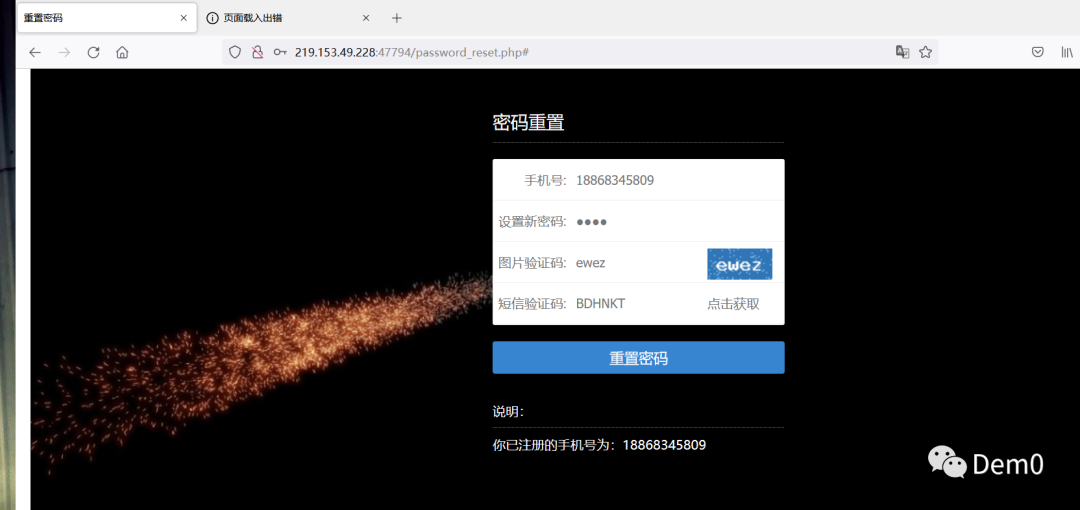 重置密码
页面载入出错
219.153.49.228:47794/password_reset.php#
密码重置
手机号: 18868345809
设置新密码: ●●●●
图片验证码: ewez ewez
短信验证码: BDHNKT 点击获取
重置密码
说明:
你已注册的手机号为: 18868345809
Dem0